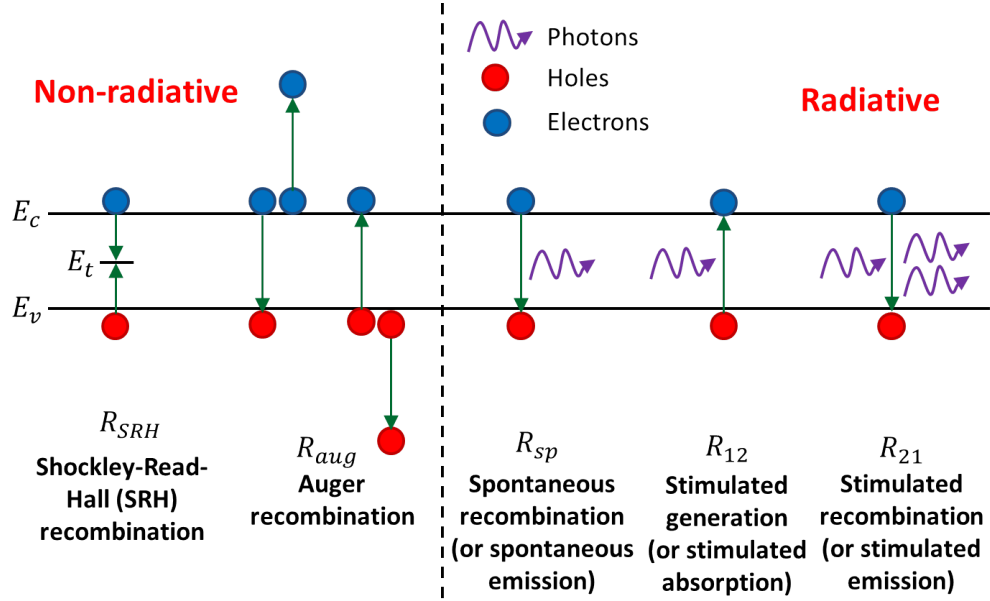 Photons
Non-radiative
Holes
Radiative
Electrons
E_c
E_t
E_v
R_SRH
Shockley-Read-
Hall (SRH)
recombination
R_aug
Auger
recombination
R_sp
Spontaneous
recombination
(or spontaneous
emission)
R_12
Stimulated
generation
(or stimulated
absorption)
R_21
Stimulated
recombination
(or stimulated
emission)